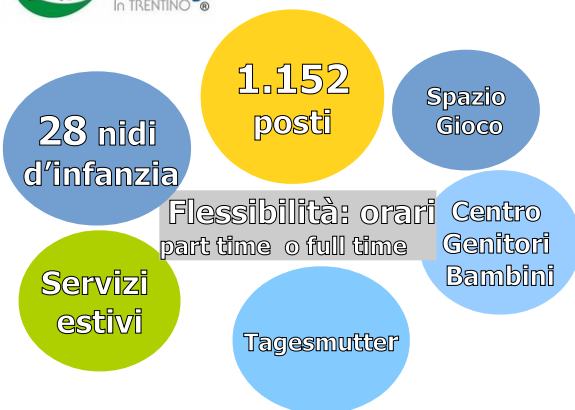 In TRENTINO ®
1.152
posti
Spazio
Gioco
28 nidi
d’infanzia
Flessibilità: orari
part time o full time
Centro
Genitori
Bambini
Servizi
estivi
Tagesmutter